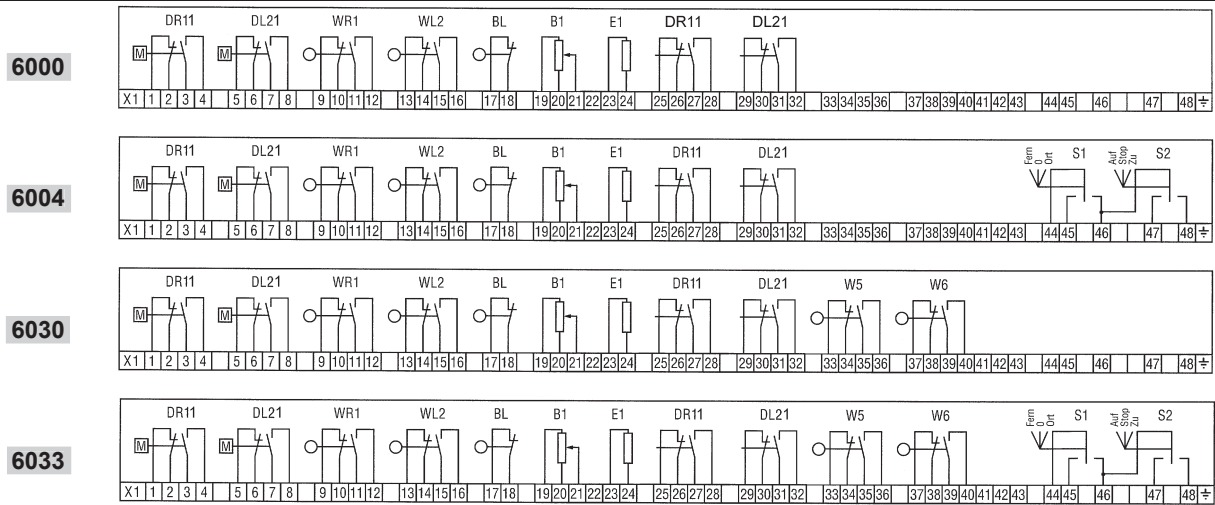 DR11 DL21 WR1 WL2 BL B1 E1 DR11 DL21
6000
M M
X1 1 2 3 4 5 6 7 8 9 10 11 12 13 14 15 16 17 18 19 20 21 22 23 24 25 26 27 28 29 30 31 32 33 34 35 36 37 38 39 40 41 42 43 44 45 46 47 48
DR11 DL21 WR1 WL2 BL B1 E1 DR11 DL21 Fern 0 Ort S1 Auf Stop Zu S2
6004
M M
X1 1 2 3 4 5 6 7 8 9 10 11 12 13 14 15 16 17 18 19 20 21 22 23 24 25 26 27 28 29 30 31 32 33 34 35 36 37 38 39 40 41 42 43 44 45 46 47 48
DR11 DL21 WR1 WL2 BL B1 E1 DR11 DL21 W5 W6
6030
M M
X1 1 2 3 4 5 6 7 8 9 10 11 12 13 14 15 16 17 18 19 20 21 22 23 24 25 26 27 28 29 30 31 32 33 34 35 36 37 38 39 40 41 42 43 44 45 46 47 48
DR11 DL21 WR1 WL2 BL B1 E1 DR11 DL21 W5 W6 Fern 0 Ort S1 Auf Stop Zu S2
6033
M M
X1 1 2 3 4 5 6 7 8 9 10 11 12 13 14 15 16 17 18 19 20 21 22 23 24 25 26 27 28 29 30 31 32 33 34 35 36 37 38 39 40 41 42 43 44 45 46 47 48